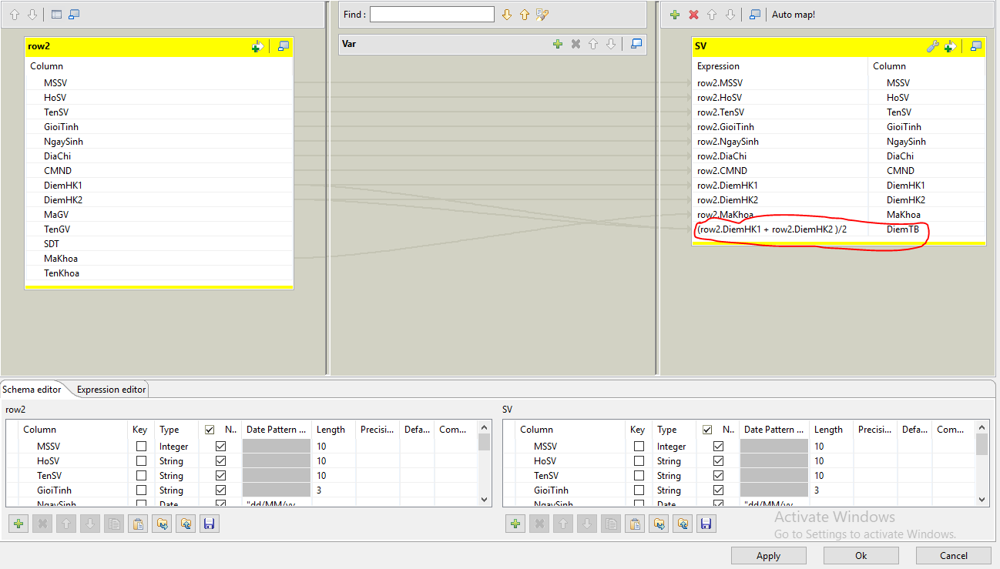 Find :
Auto map!
row2
Column
MSSV
HoSV
TenSV
GioiTinh
NgaySinh
DiaChi
CMND
DiemHK1
DiemHK2
MaGV
TenGV
SDT
MaKhoa
TenKhoa
Var
SV
Expression Column
row2.MSSV MSSV
row2.HoSV HoSV
row2.TenSV TenSV
row2.GioiTinh GioiTinh
row2.NgaySinh NgaySinh
row2.DiaChi DiaChi
row2.CMND CMND
row2.DiemHK1 DiemHK1
row2.DiemHK2 DiemHK2
row2.MaKhoa MaKhoa
(row2.DiemHK1 + row2.DiemHK2 )/2 DiemTB
Schema editor Expression editor
row2
Column Key Type N.. Date Pattern ... Length Precisi... Defa... Com...
MSSV Integer 10
HoSV String 10
TenSV String 10
GioiTinh String 3
NgaySinh Date "dd/MM/yy
SV
Column Key Type N.. Date Pattern ... Length Precisi... Defa... Com...
MSSV Integer 10
HoSV String 10
TenSV String 10
GioiTinh String 3
NgaySinh Date "dd/MM/yy
Activate Windows
Go to Settings to activate Windows.
Apply Ok Cancel